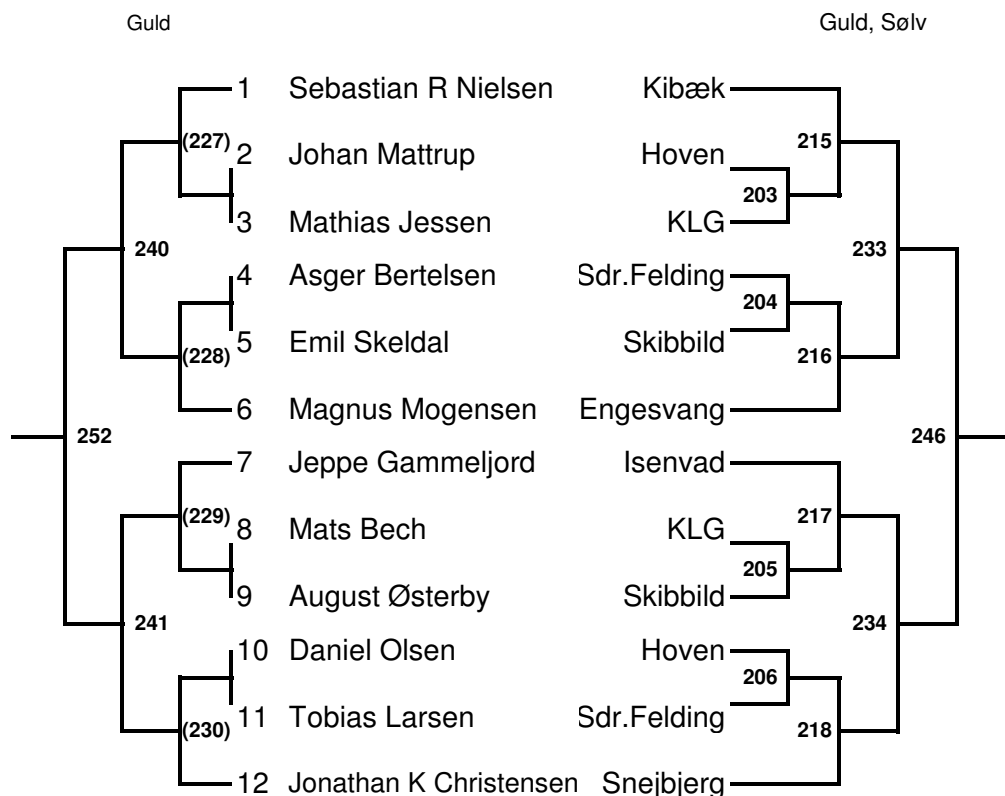 Guld Guld, Sølv
1 Sebastian R Nielsen Kibæk
(227) 2 Johan Mattrup Hoven 215
203
3 Mathias Jessen KLG
240 233
4 Asger Bertelsen Sdr.Felding
204
(228) 5 Emil Skeldal Skibbild 216
6 Magnus Mogensen Engesvang
252 246
7 Jeppe Gammeljord Isenvad
(229) 8 Mats Bech KLG 217
205
9 August Østerby Skibbild
241 234
10 Daniel Olsen Hoven
206
(230) 11 Tobias Larsen Sdr.Felding 218
12 Jonathan K Christensen Snejbjerg